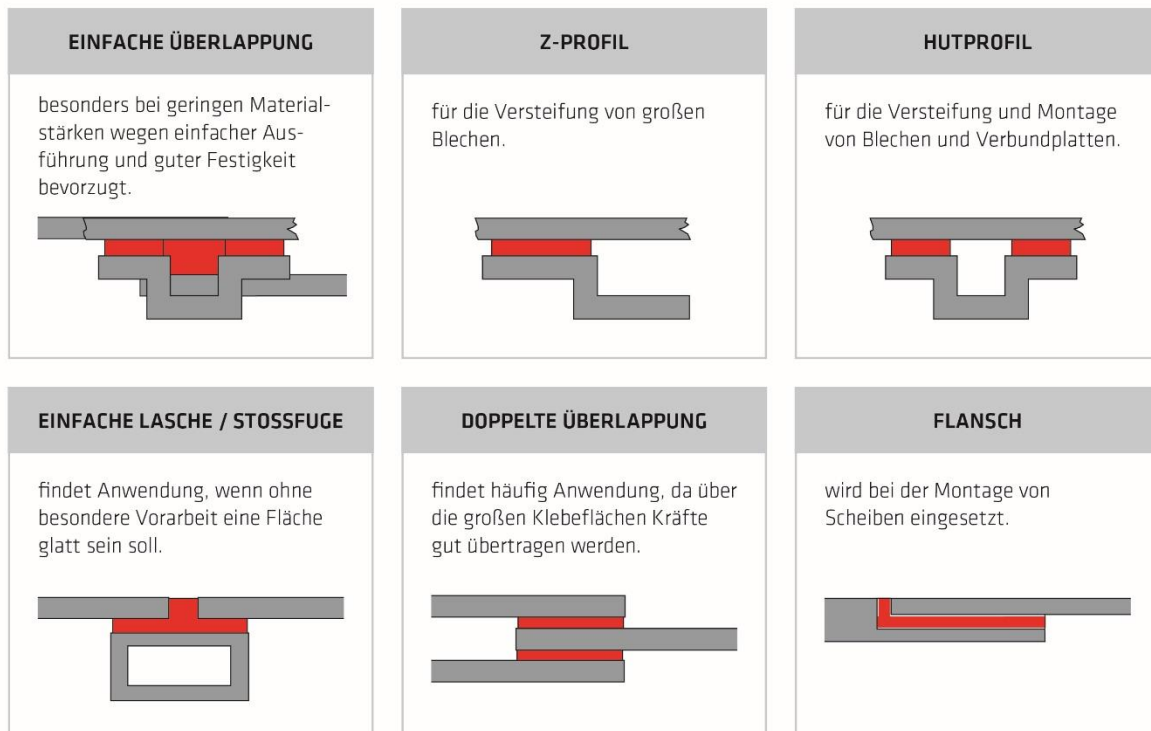 EINFACHE ÜBERLAPPUNG
besonders bei geringen Material-
stärken wegen einfacher Aus-
führung und guter Festigkeit
bevorzugt.
Z-PROFIL
für die Versteifung von großen
Blechen.
HUTPROFIL
für die Versteifung und Montage
von Blechen und Verbundplatten.
EINFACHE LASCHE / STOSSFUGE
findet Anwendung, wenn ohne
besondere Vorarbeit eine Fläche
glatt sein soll.
DOPPELTE ÜBERLAPPUNG
findet häufig Anwendung, da über
die großen Klebeflächen Kräfte
gut übertragen werden.
FLANSCH
wird bei der Montage von
Scheiben eingesetzt.